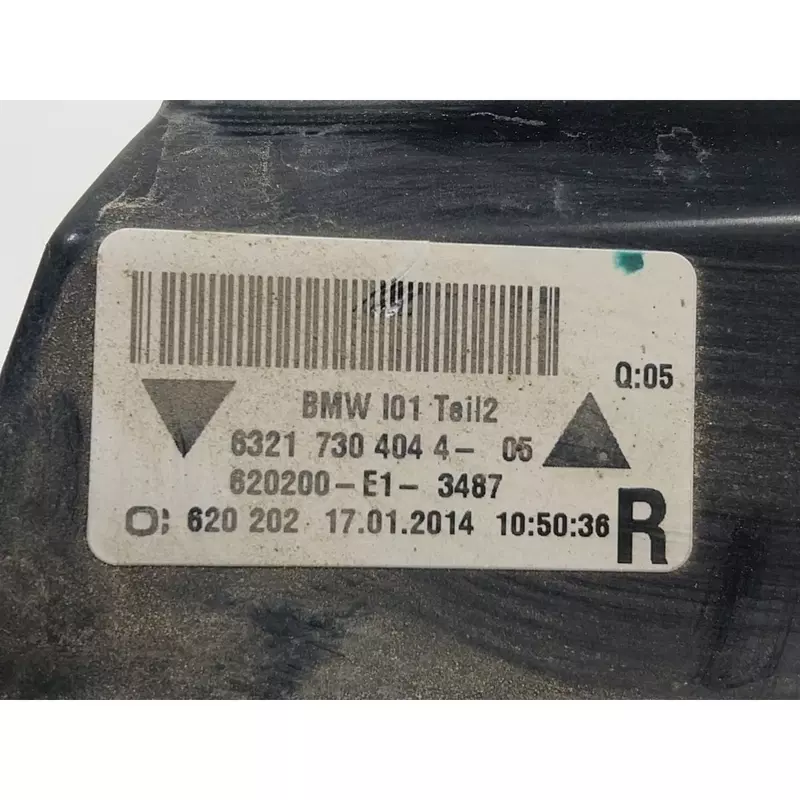 Q:05
BMW I01 Teil2
6321 730 404 4- 05
620200-E1- 3487
620 202 17.01.2014 10:50:36 R